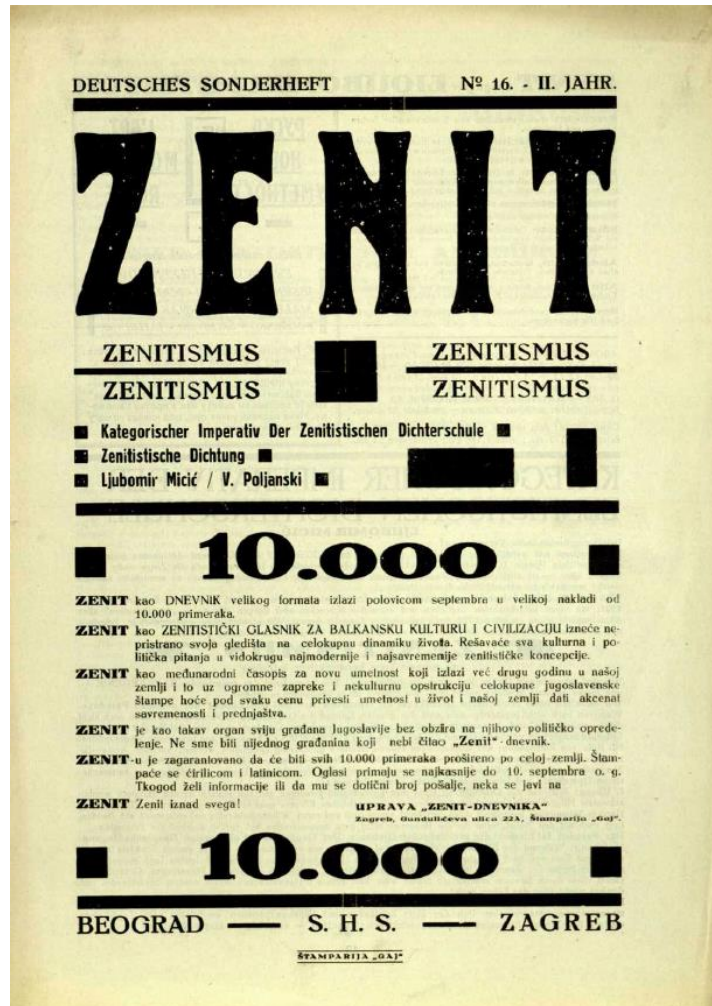 DEUTSCHES SONDERHEFT № 16. - II. JAHR.
ZENIT
ZENITISMUS ZENITISMUS
ZENITISMUS ZENITISMUS
Kategorischer Imperativ Der Zenitistischen Dichterschule
Zenitistische Dichtung
Ljubomir Micić / V. Poljanski
10.000
ZENIT kao DNEVNIK velikog formata izlazi polovicom septembra u velikoj nakladi od
10.000 primeraka.
ZENIT kao ZENITISTIČKI GLASNIK ZA BALKANSKU KULTURU I CIVILIZACIJU izneće ne-
pristrano svoja gledišta na celokupnu dinamiku života. Rešavaće sva kulturna i po-
litička pitanja u vidokrugu najmodernije i najsavremenije zenitističke koncepcije.
ZENIT kao međunarodni časopis za novu umetnost koji izlazi već drugu godinu u našoj
zemlji i to uz ogromne zapreke i nekulturnu opstrukciju celokupne jugoslavenske
štampe hoće pod svaku cenu privesti umetnost u život i našoj zemlji dati akcenat
savremenosti i prednjaštva.
ZENIT je kao takav organ sviju građana Jugoslavije bez obzira na njihovo političko oprede-
lenje. Ne sme biti nijednog građanina koji nebi čitao „Zenit“ - dnevnik.
ZENIT-u je zagarantovano da će biti svih 10.000 primeraka prošireno po celoj zemlji. Štam-
paće se ćirilicom i latinicom. Oglasi primaju se najkasnije do 10. septembra o. g.
Tkogod želi informacije ili da mu se dotični broj pošalje, neka se javi na
ZENIT Zenit iznad svega!
UPRAVA „ZENIT-DNEVNIKA“
Zagreb, Gundulićeva ulica 22A, Štamparija „Gaj“.
10.000
BEOGRAD — S. H. S. — ZAGREB
ŠTAMPARIJA „GAJ“